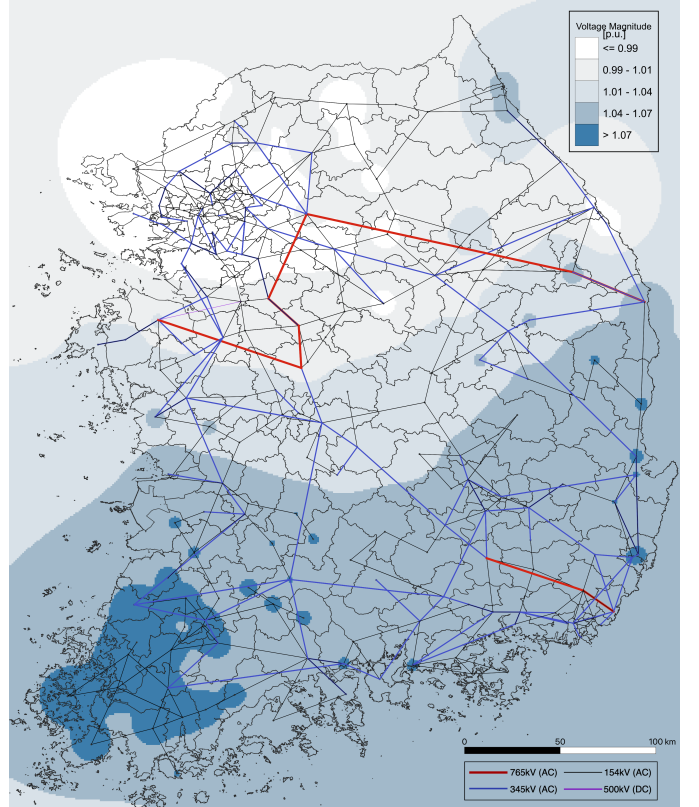 Voltage Magnitude
[p.u.]
<= 0.99
0.99 - 1.01
1.01 - 1.04
1.04 - 1.07
> 1.07
0 50 100 km
765kV (AC) 154kV (AC)
345kV (AC) 500kV (DC)